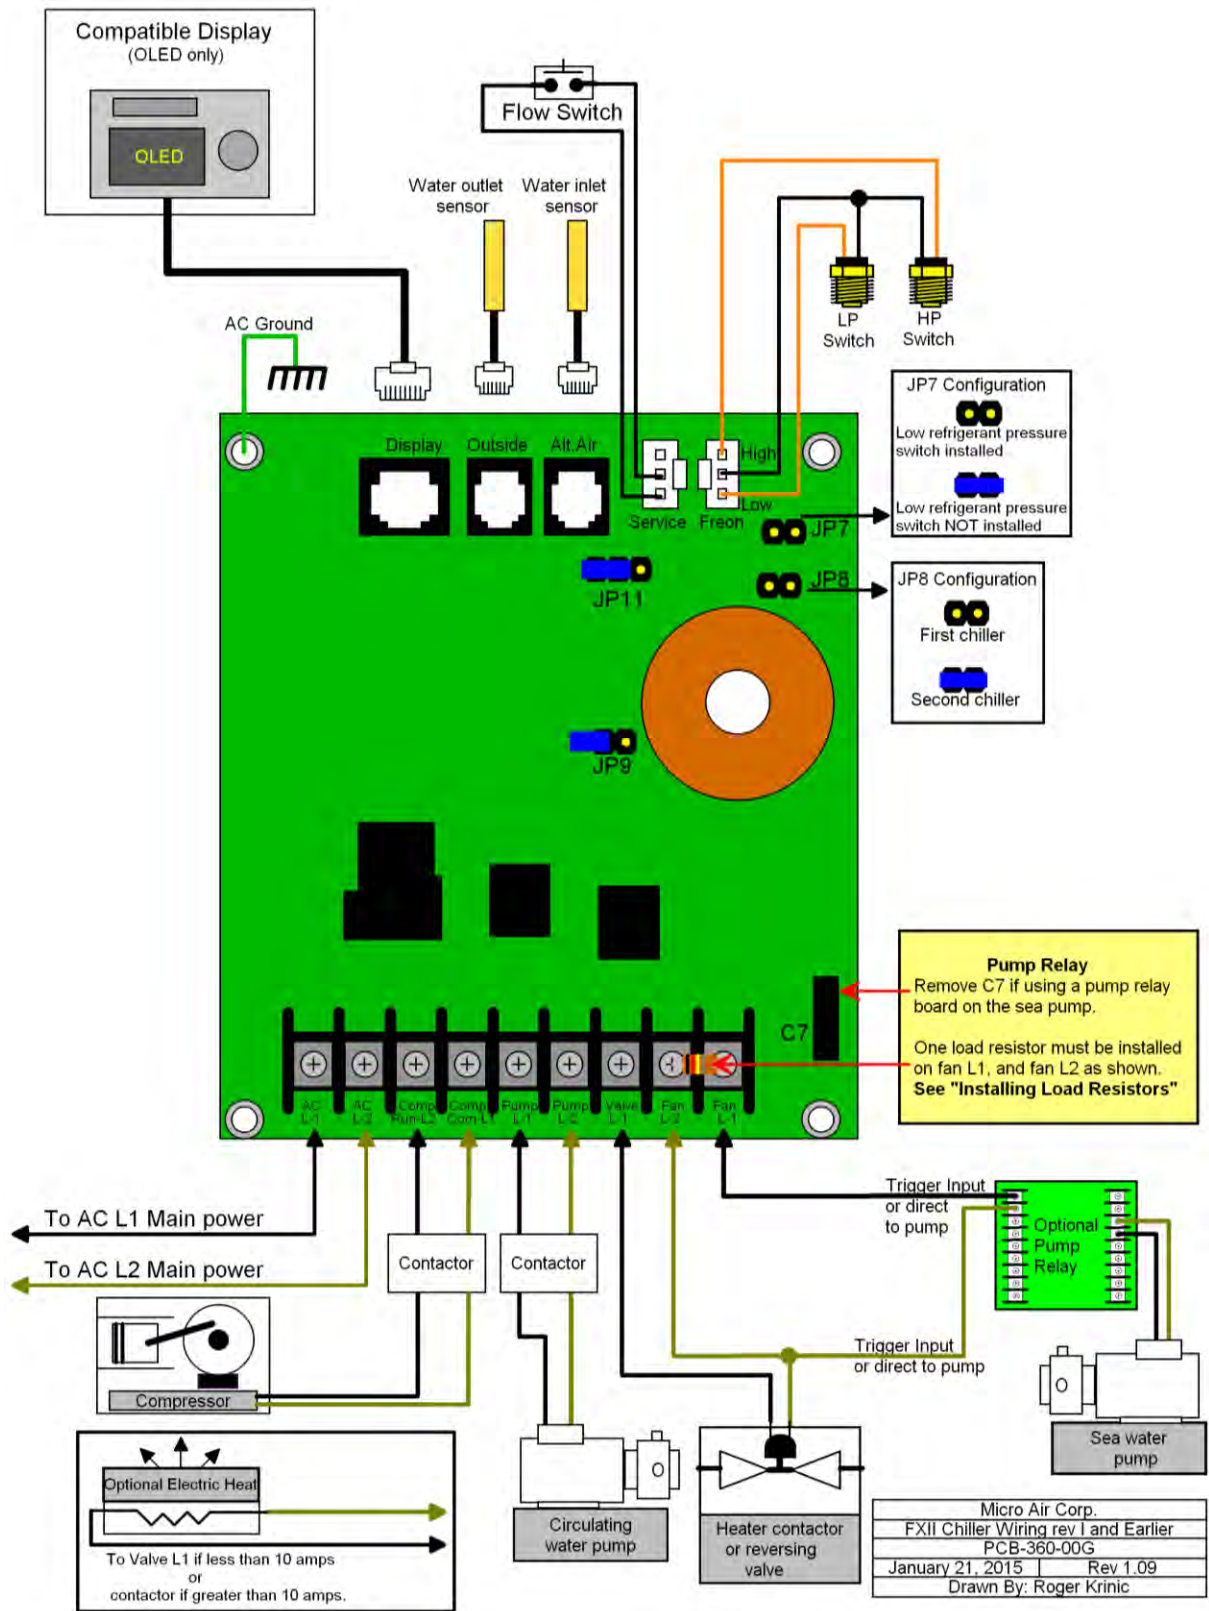 Compatible Display
(OLED only)
OLED
Flow Switch
Water outlet
sensor
Water inlet
sensor
LP
Switch
HP
Switch
AC Ground
JP7 Configuration
Low refrigerant pressure
switch installed
Low refrigerant pressure
switch NOT installed
Display
Outside
Alt.Air
High
Low
Service
Freon
JP7
JP8
JP11
JP8 Configuration
First chiller
Second chiller
JP9
Pump Relay
Remove C7 if using a pump relay
board on the sea pump.
One load resistor must be installed
on fan L1, and fan L2 as shown.
See "Installing Load Resistors"
C7
AC
L-1
AC
L-2
Comp
Run-L2
Comp
Com-L1
Pump
L-1
Pump
L-2
Valve
L-1
Fan
L-2
Fan
L-1
To AC L1 Main power
To AC L2 Main power
Contactor
Contactor
Trigger Input
or direct
to pump
Optional
Pump
Relay
Trigger Input
or direct to pump
Compressor
Optional Electric Heat
To Valve L1 if less than 10 amps
or
contactor if greater than 10 amps.
Circulating
water pump
Heater contactor
or reversing
valve
Sea water
pump
Micro Air Corp.
FXII Chiller Wiring rev I and Earlier
PCB-360-00G
January 21, 2015 Rev 1.09
Drawn By: Roger Krinic